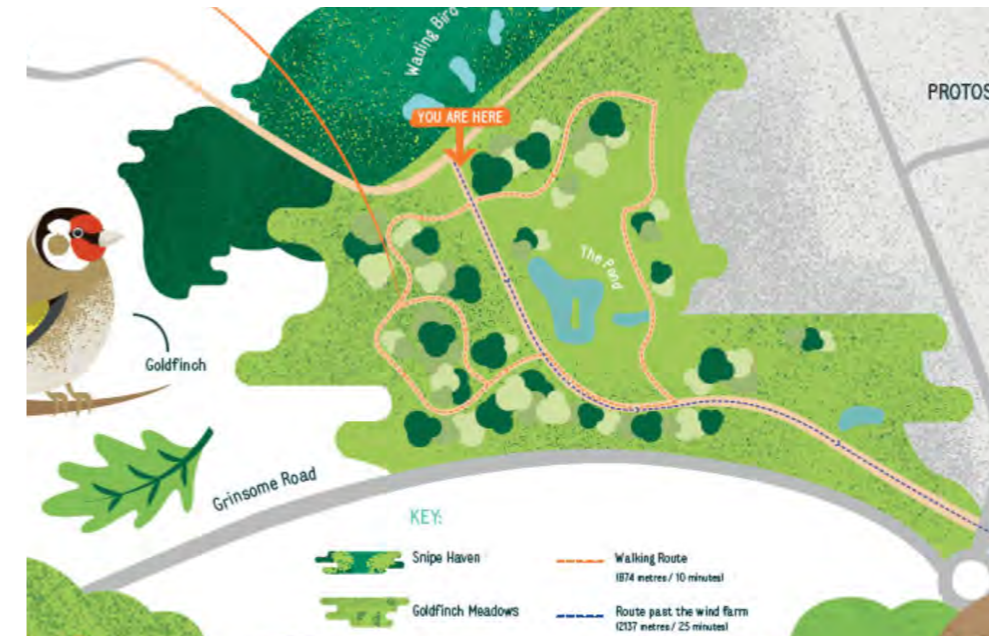 Wading Bird
YOU ARE HERE
PROTOS
The Pond
Goldfinch
Grinsome Road
KEY:
Snipe Haven
Walking Route
(874 metres / 10 minutes)
Goldfinch Meadows
Route past the wind farm
(2137 metres / 25 minutes)